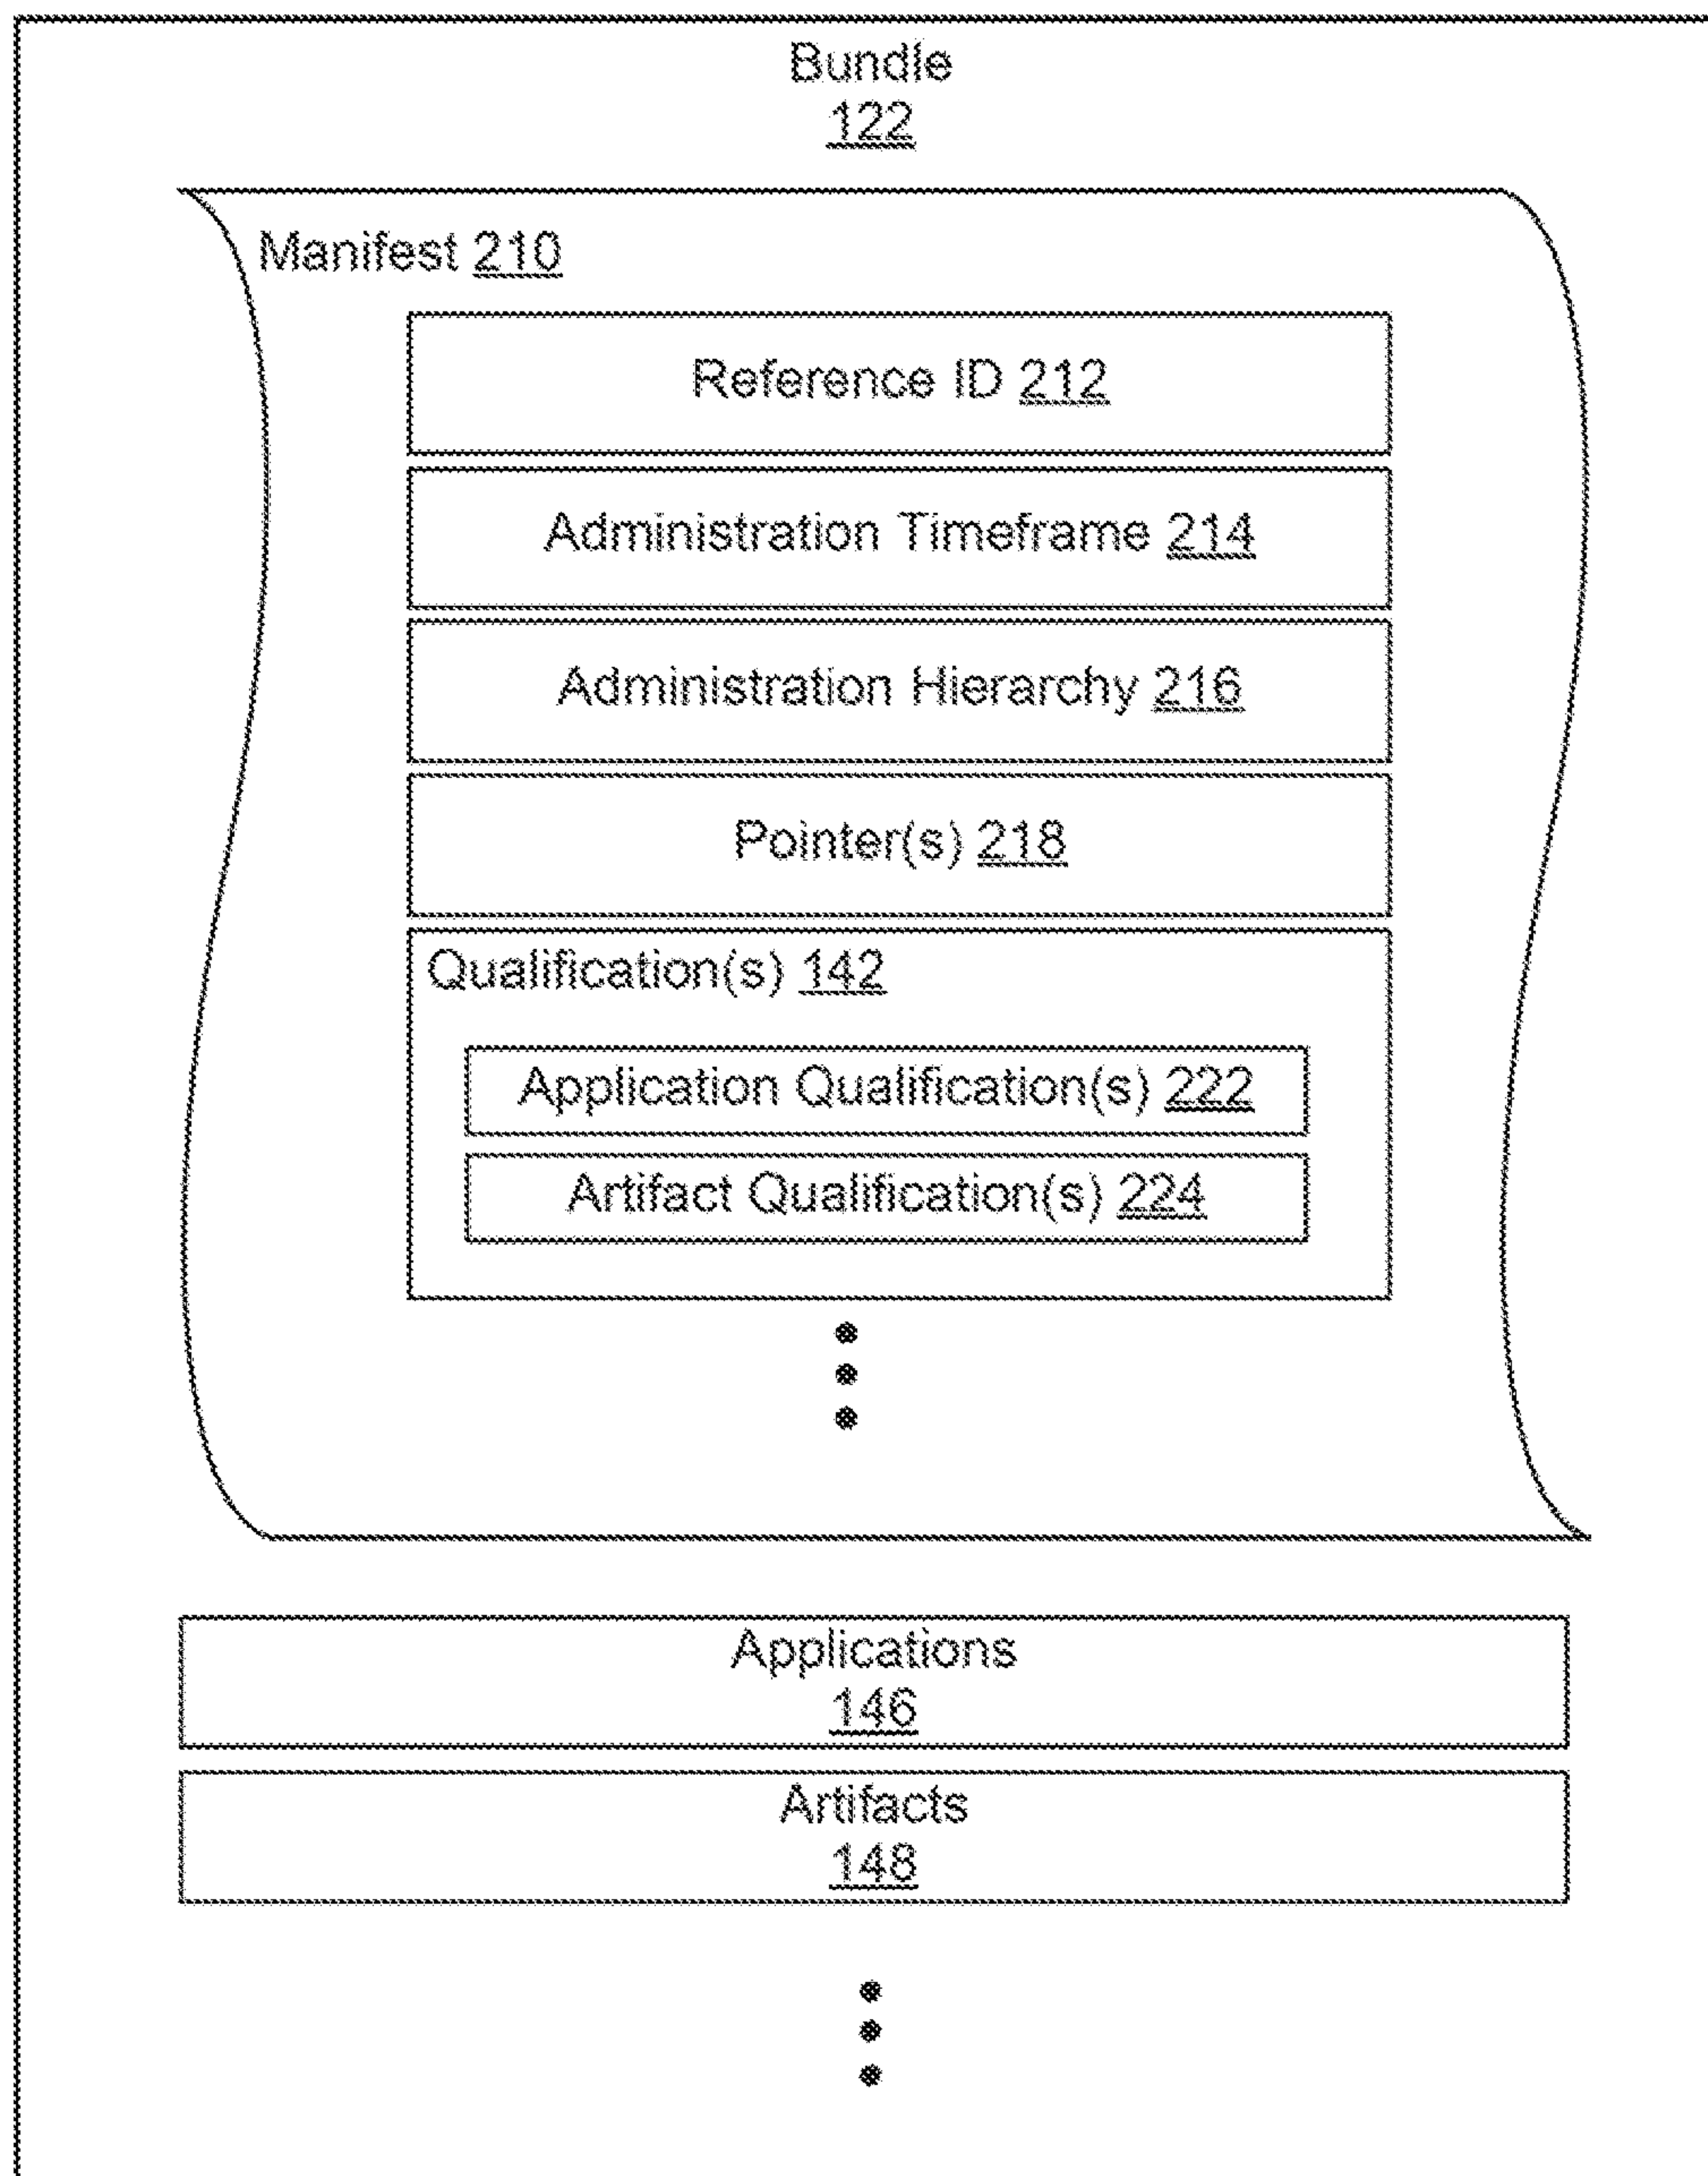 Bundle
122
Manifest 210
Reference ID 212
Administration Timeframe 214
Administration Hierarchy 216
Pointer(s) 218
Qualification(s) 142
Application Qualification(s) 222
Artifact Qualification(s) 224
Applications
146
Artifacts
148